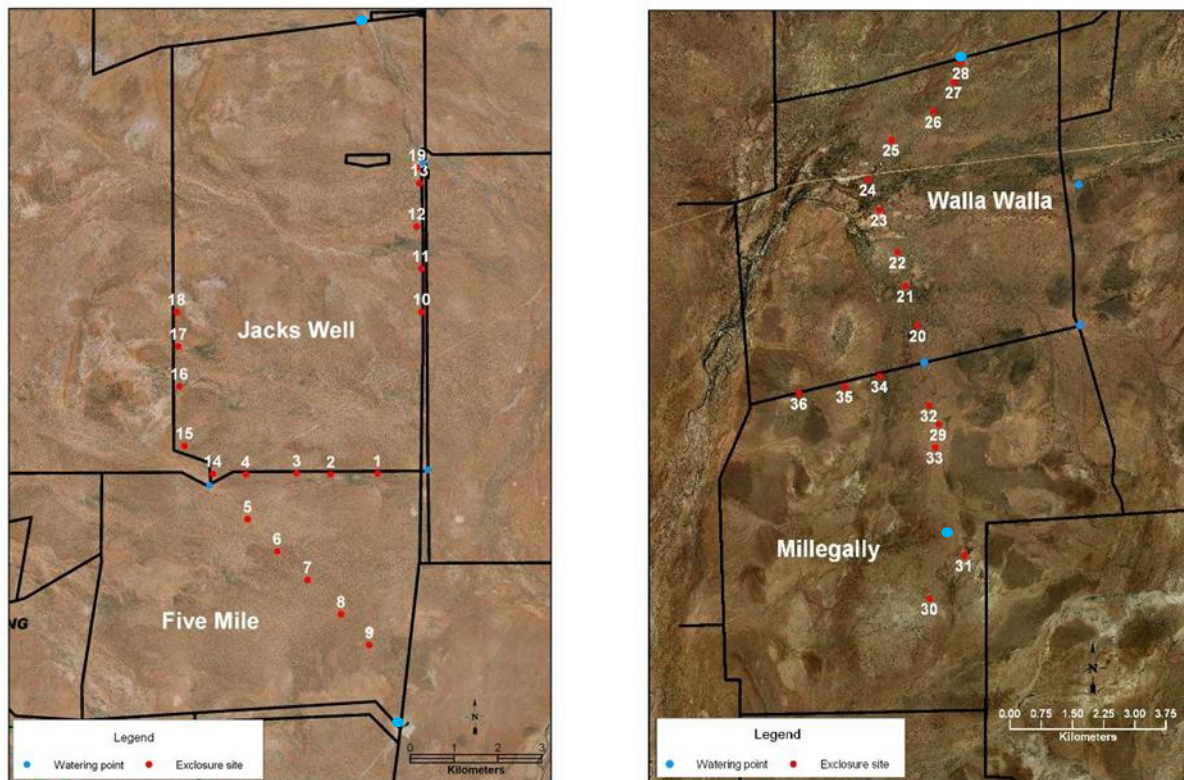 19
13
12
11
10
18
Jacks Well
17
16
15
14 4 3 2 1
5
6
7
8
Five Mile
NG
9
Legend
Watering point Exclosure site
N
0 1 2 3
Kilometers
28
27
26
25
24
Walla Walla
23
22
21
20
34
36 35
32
29
33
Millegally
31
30
N
0.00 0.75 1.50 2.25 3.00 3.75
Kilometers
Legend
Watering point Exclosure site